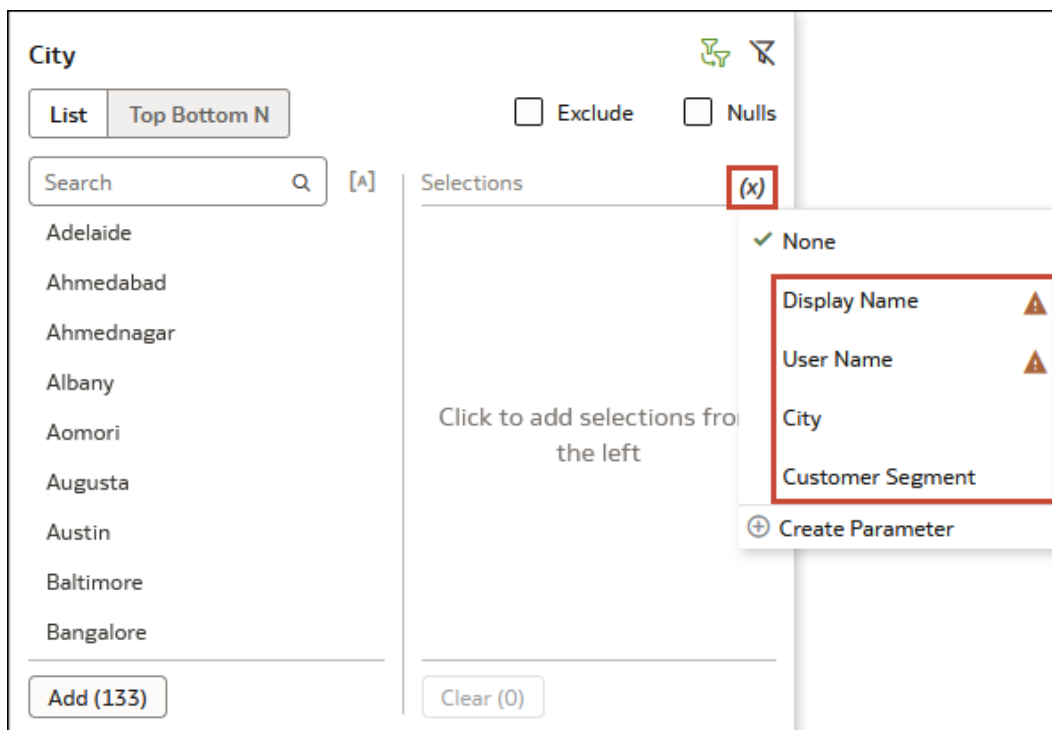 City
List
Top Bottom N
Exclude
Nulls
Search
[A]
Selections
(x)
Adelaide
Ahmedabad
Ahmednagar
Albany
Aomori
Augusta
Austin
Baltimore
Bangalore
Click to add selections fro
the left
None
Display Name
User Name
City
Customer Segment
Create Parameter
Add (133)
Clear (0)